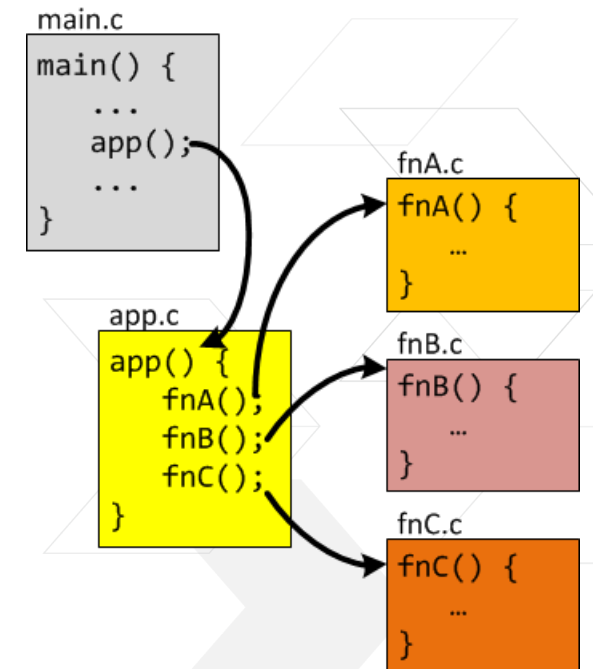 main.c
main() {
...
app();
...
}
app.c
app() {
fnA();
fnB();
fnC();
}
fnA.c
fnA() {
…
}
fnB.c
fnB() {
…
}
fnC.c
fnC() {
…
}